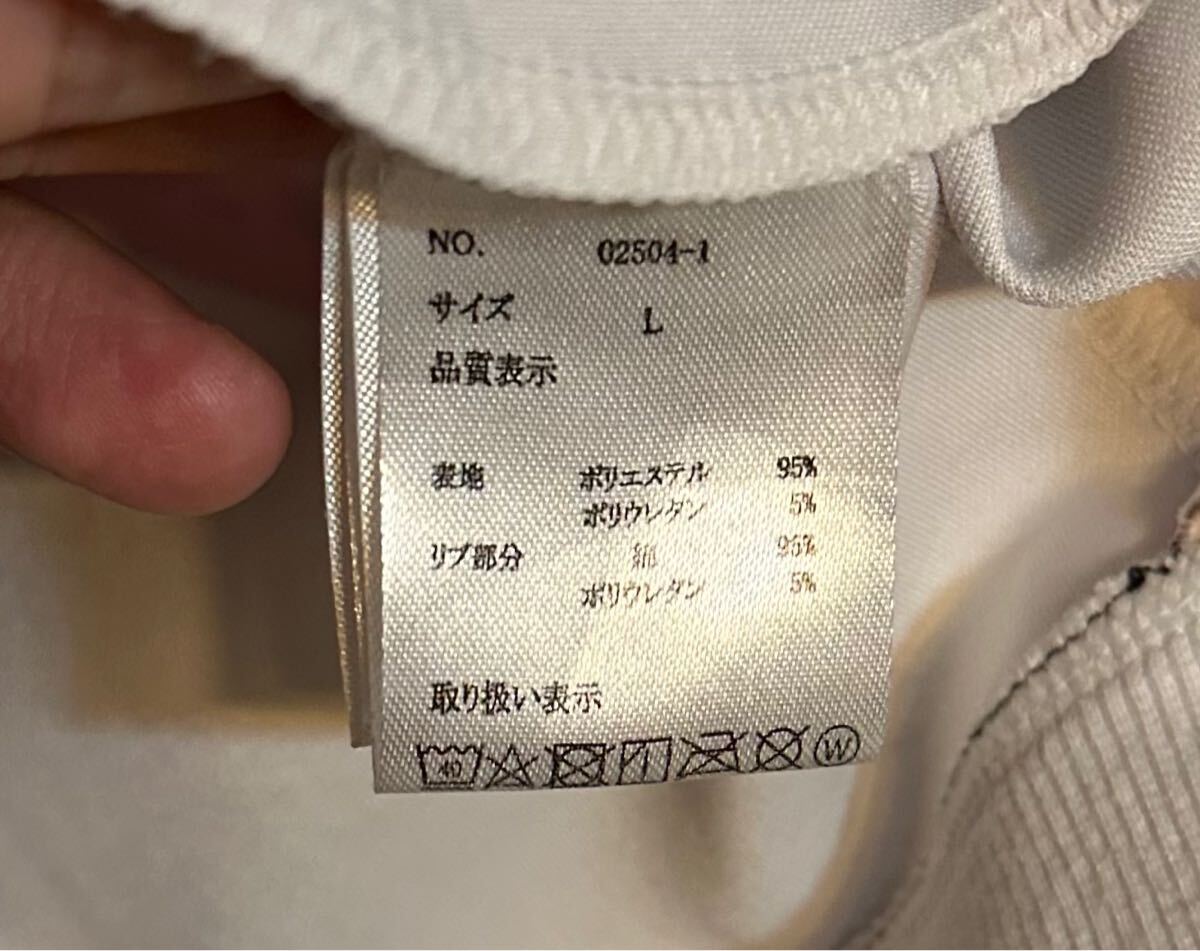 NO. 02504-1
サイズ L
品質表示
表地 ポリエステル 95%
ポリウレタン 5%
リブ部分 綿 95%
ポリウレタン 5%
取り扱い表示
40 W